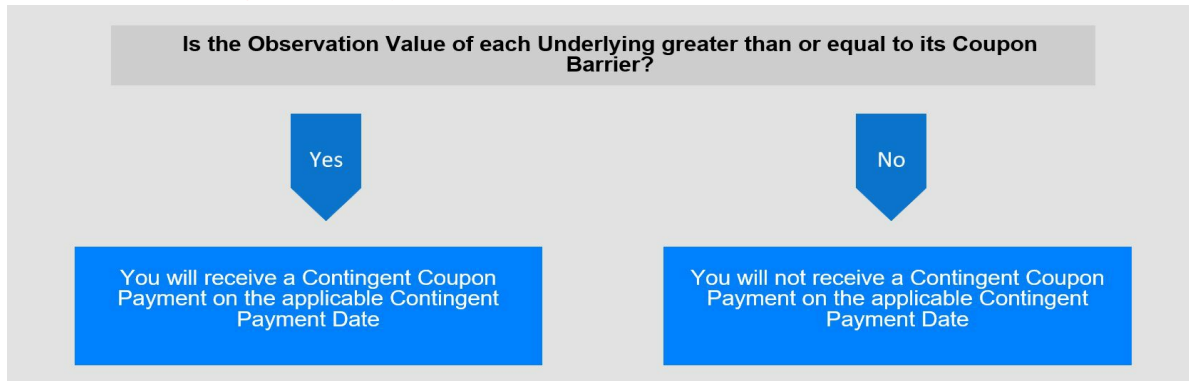 Is the Observation Value of each Underlying greater than or equal to its Coupon
Barrier?
Yes
No
You will receive a Contingent Coupon
Payment on the applicable Contingent
Payment Date
You will not receive a Contingent Coupon
Payment on the applicable Contingent
Payment Date